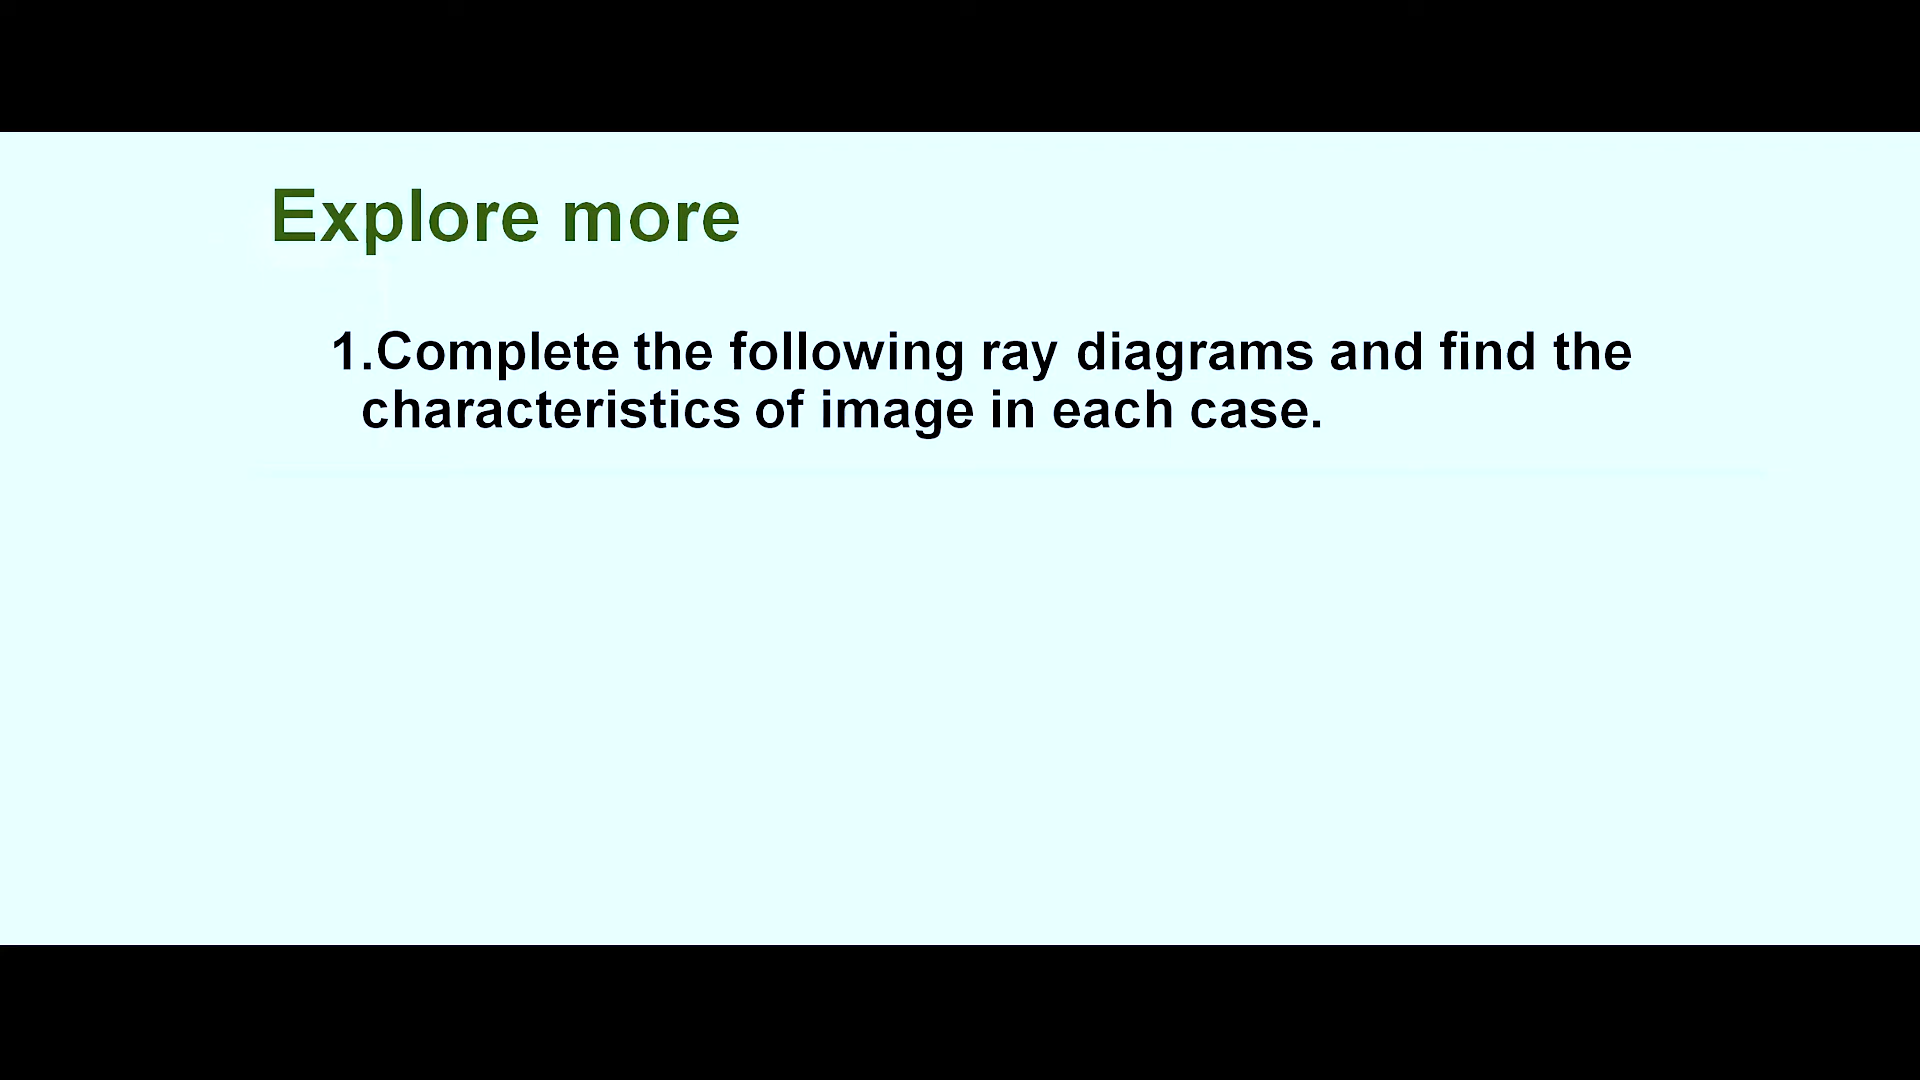 Explore more
1.Complete the following ray diagrams and find the
characteristics of image in each case.